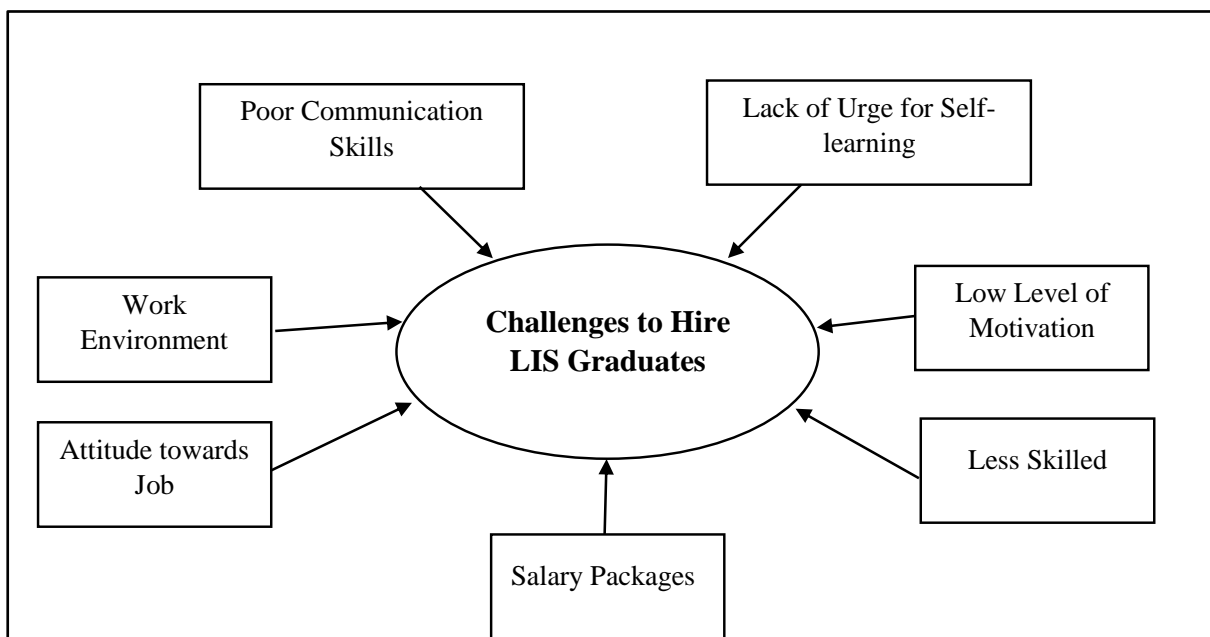 Poor Communication
Skills
Lack of Urge for Self-
learning
Work
Environment
Challenges to Hire
LIS Graduates
Low Level of
Motivation
Attitude towards
Job
Less Skilled
Salary Packages